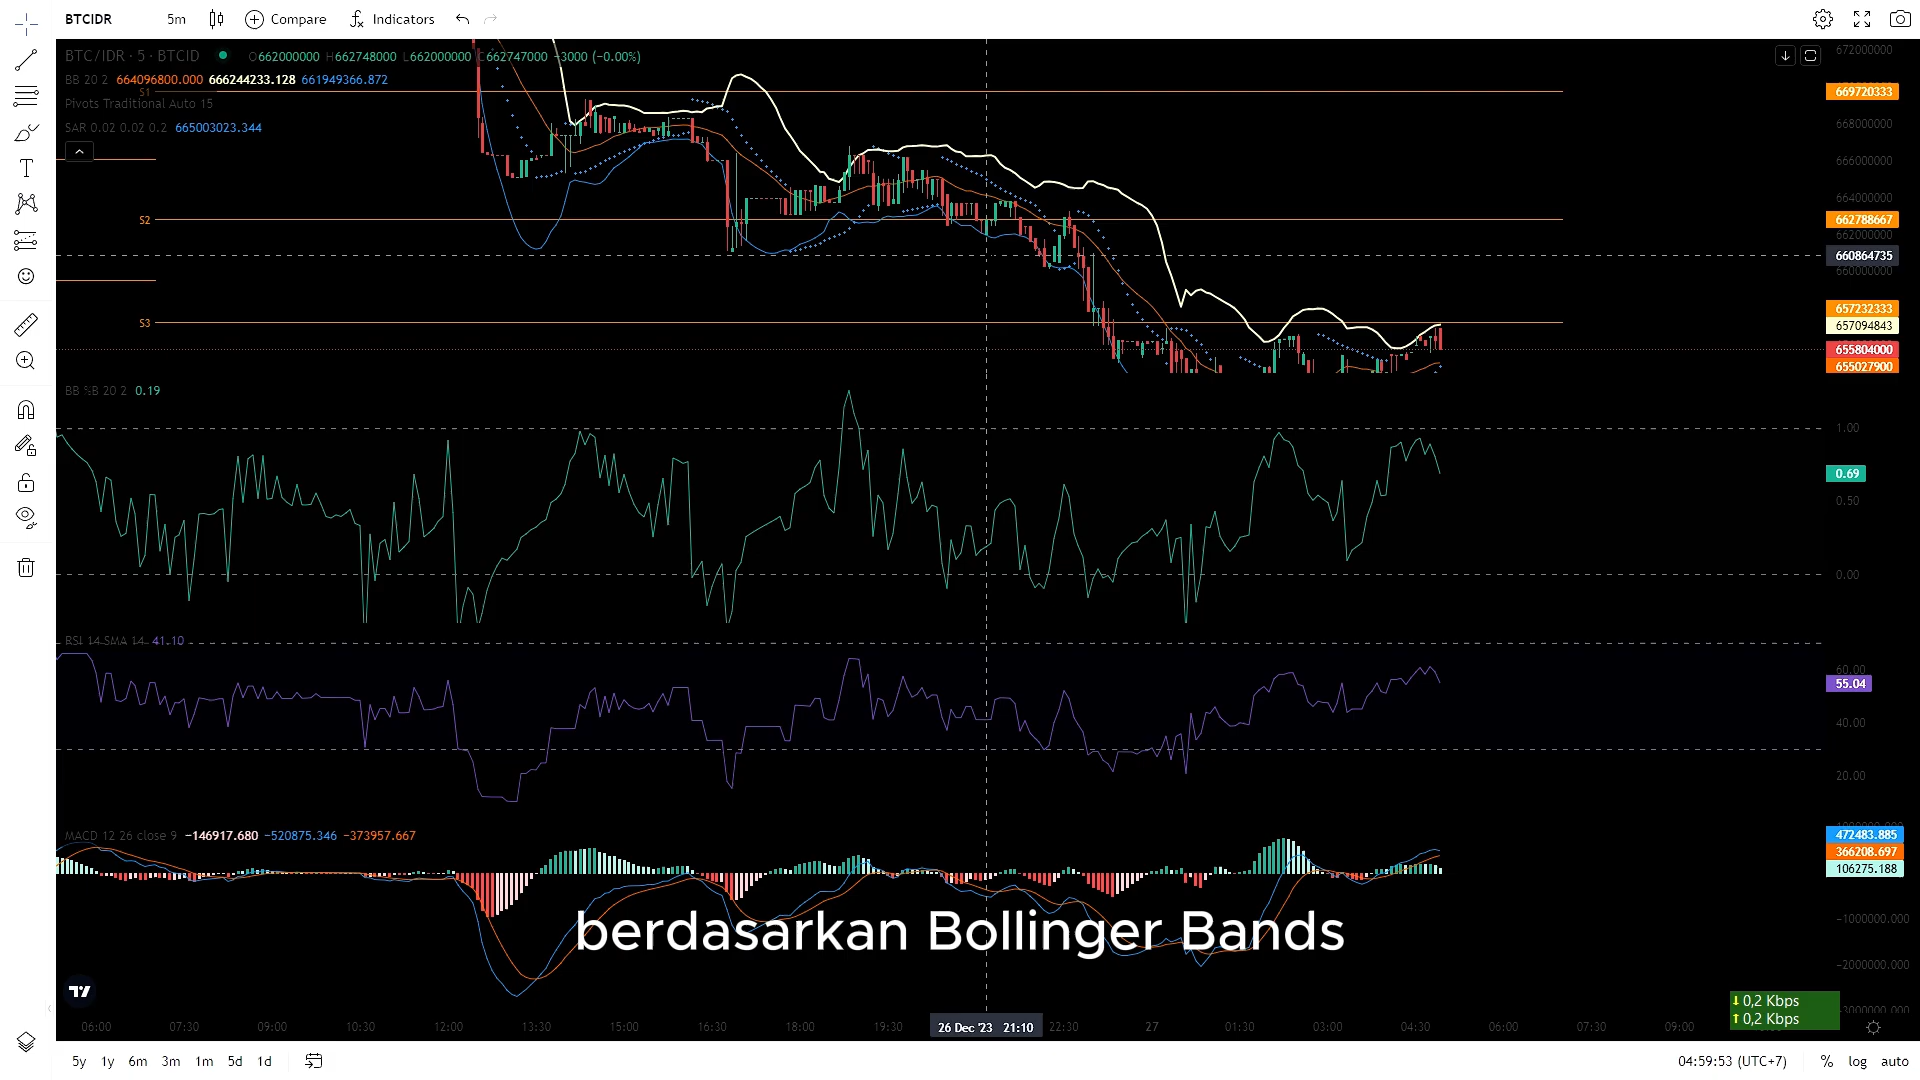 BTCIDR 5m Compare Indicators
BTC/IDR · 5 · BTCID O662000000 H662748000 L662000000 C662747000 −3000 (−0.00%)
BB 20 2 664096800.000 666244233.128 661949366.872
S1
Pivots Traditional Auto 15
SAR 0.02 0.02 0.2 665003023.344
S2
S3
672000000
669720333
668000000
666000000
664000000
662788667
662000000
660864735
660000000
657232333
657094843
655804000
655027900
BB %B 20 2 0.19
1.00
0.69
0.50
0.00
RSI 14 SMA 14 41.10
60.00
55.04
40.00
20.00
MACD 12 26 close 9 −146917.680 −520875.346 −373957.667
472483.885
366208.697
106275.188
−1000000.000
−2000000.000
berdasarkan Bollinger Bands
↓ 0,2 Kbps
↑ 0,2 Kbps
06:00 07:30 09:00 10:30 12:00 13:30 15:00 16:30 18:00 19:30 26 Dec '23 21:10 22:30 27 01:30 03:00 04:30 06:00 07:30 09:00
5y 1y 6m 3m 1m 5d 1d 04:59:53 (UTC+7) % log auto